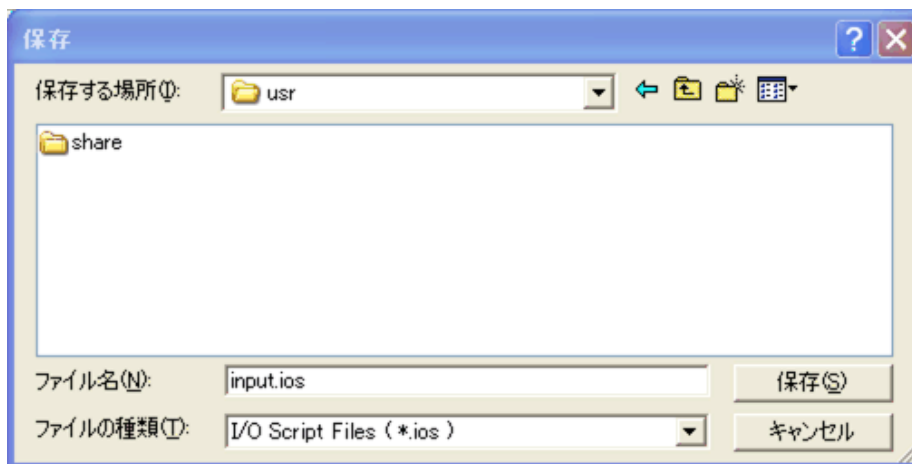 保存
保存する場所(I): usr
share
ファイル名(N): input.ios 保存(S)
ファイルの種類(T): I/O Script Files ( *.ios ) キャンセル